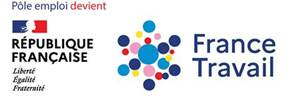 Pôle emploi devient
RÉPUBLIQUE
FRANÇAISE
Liberté
Égalité
Fraternité
France
Travail